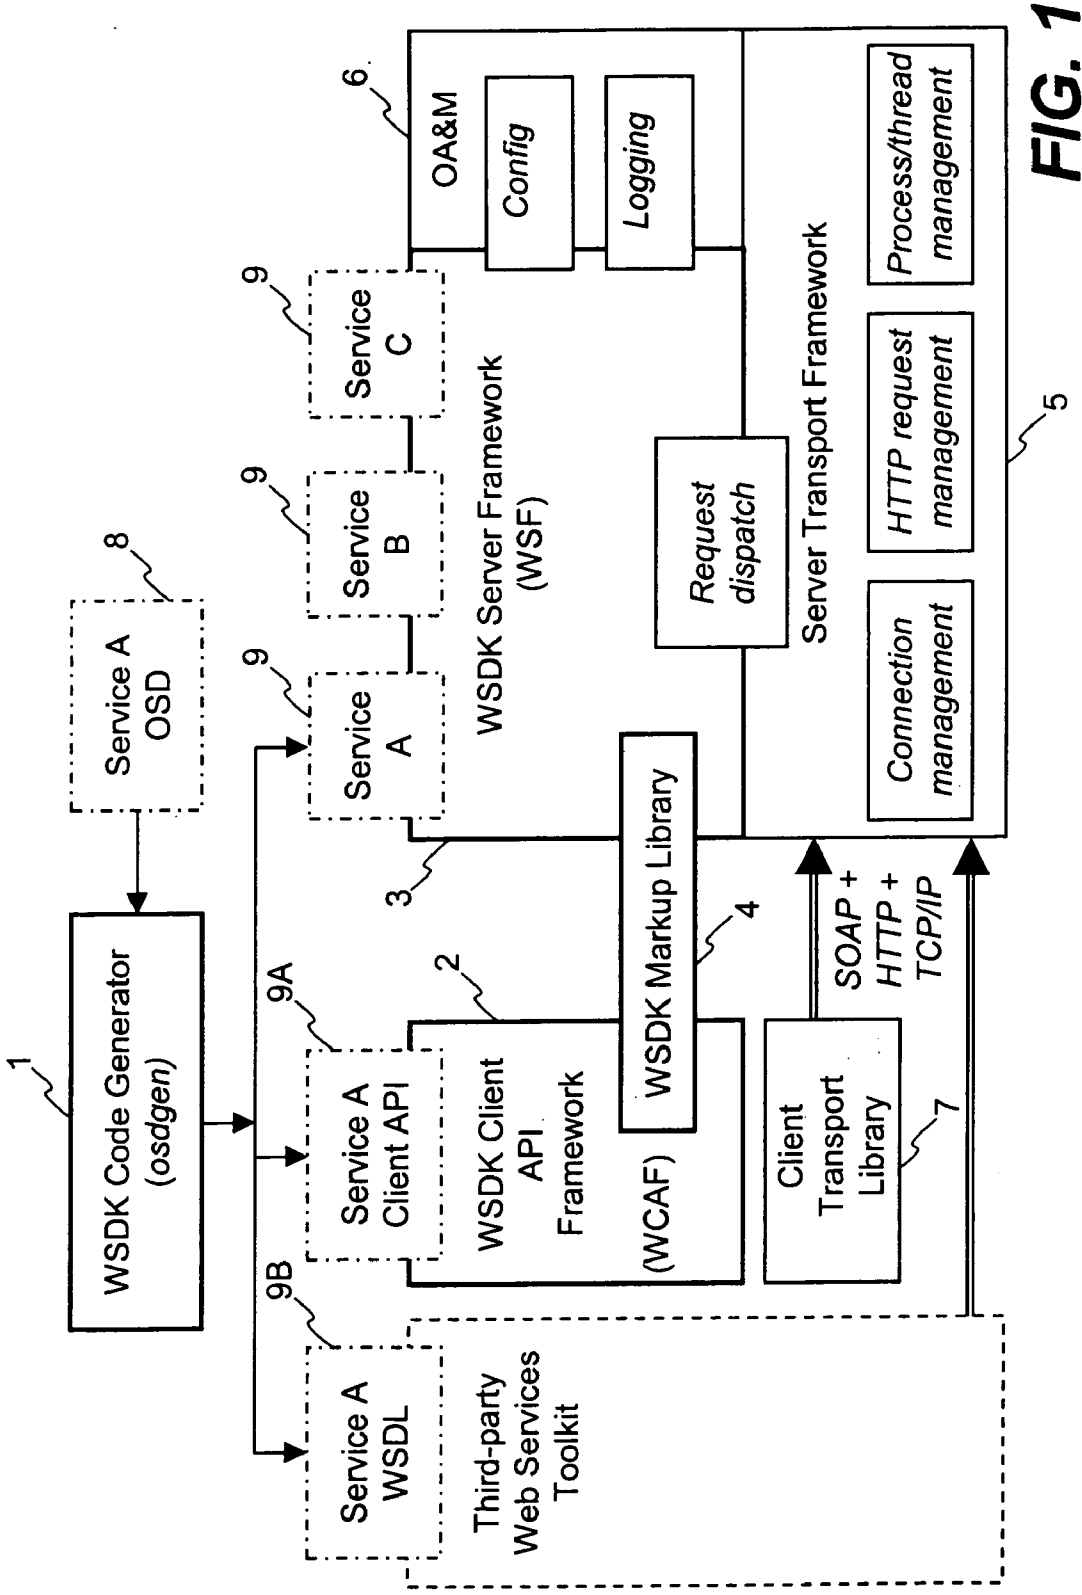 8
Service A
OSD
1
WSDK Code Generator
(osdgen)
9B
9A
9
9
9
6
Service A
WSDL
Service A
Client API
Service
A
Service
B
Service
C
OA&M
Config
Logging
Third-party
Web Services
Toolkit
2
WSDK Client
API
Framework
(WCAF)
3
WSDK Server Framework
(WSF)
WSDK Markup Library
4
Request
dispatch
Client
Transport
Library
7
SOAP +
HTTP +
TCP/IP
Server Transport Framework
Connection
management
HTTP request
management
Process/thread
management
5
FIG. 1